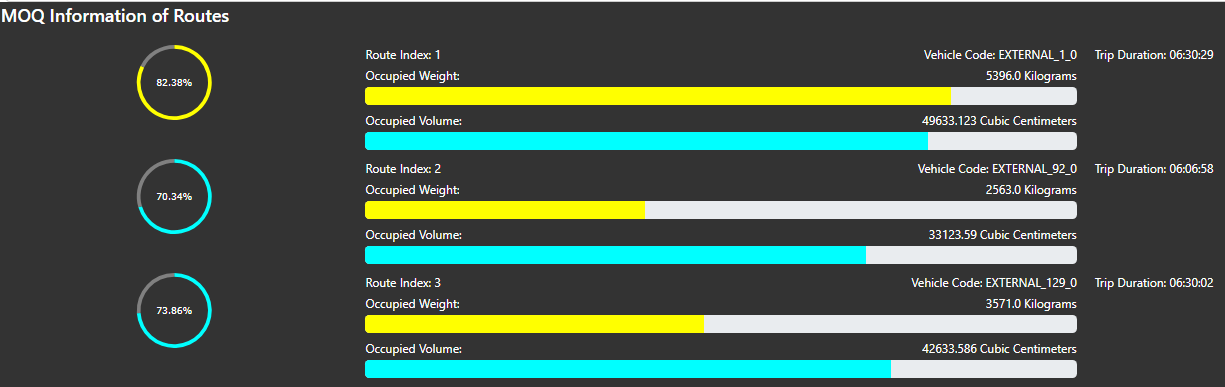 MOQ Information of Routes
82.38%
Route Index: 1 Vehicle Code: EXTERNAL_1_0 Trip Duration: 06:30:29
Occupied Weight: 5396.0 Kilograms
Occupied Volume: 49633.123 Cubic Centimeters
70.34%
Route Index: 2 Vehicle Code: EXTERNAL_92_0 Trip Duration: 06:06:58
Occupied Weight: 2563.0 Kilograms
Occupied Volume: 33123.59 Cubic Centimeters
73.86%
Route Index: 3 Vehicle Code: EXTERNAL_129_0 Trip Duration: 06:30:02
Occupied Weight: 3571.0 Kilograms
Occupied Volume: 42633.586 Cubic Centimeters